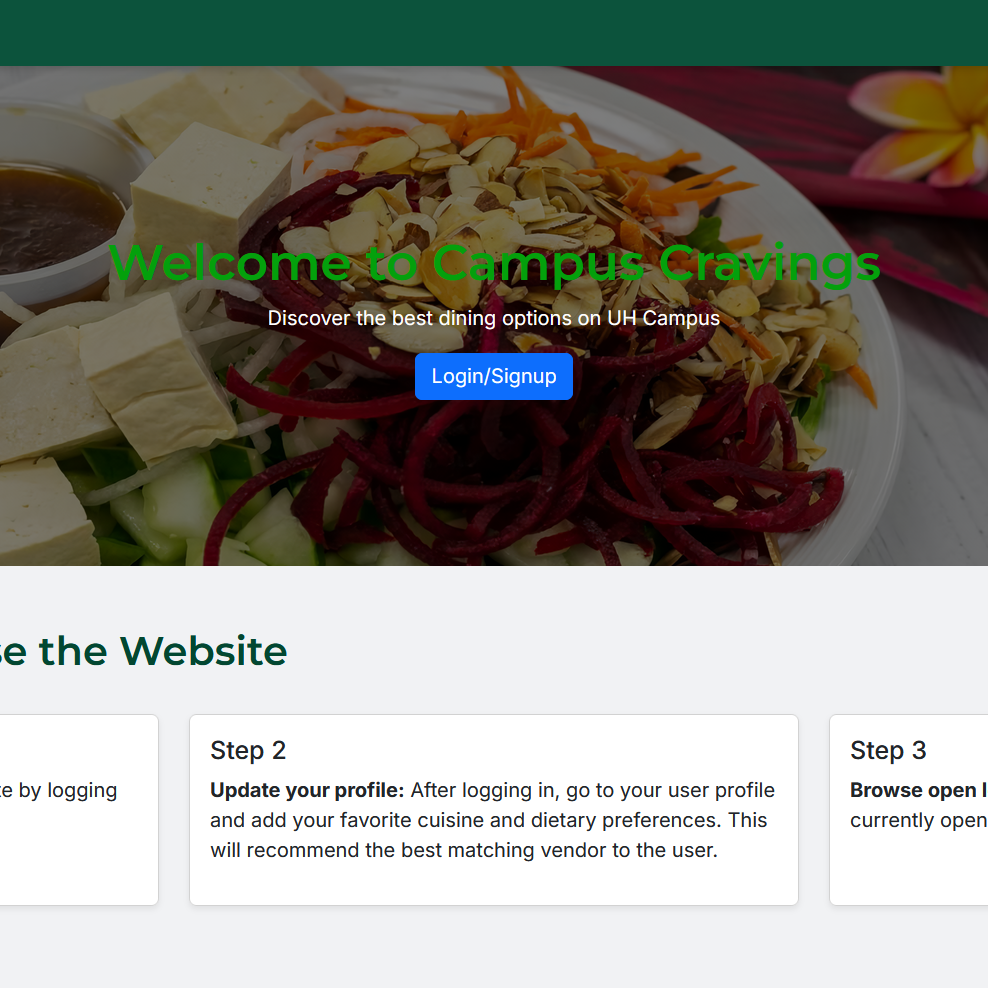 Welcome to Campus Cravings
Discover the best dining options on UH Campus
Login/Signup
the Website
by logging
Step 2
Update your profile: After logging in, go to your user profile
and add your favorite cuisine and dietary preferences. This
will recommend the best matching vendor to the user.
Step 3
Browse open
currently open